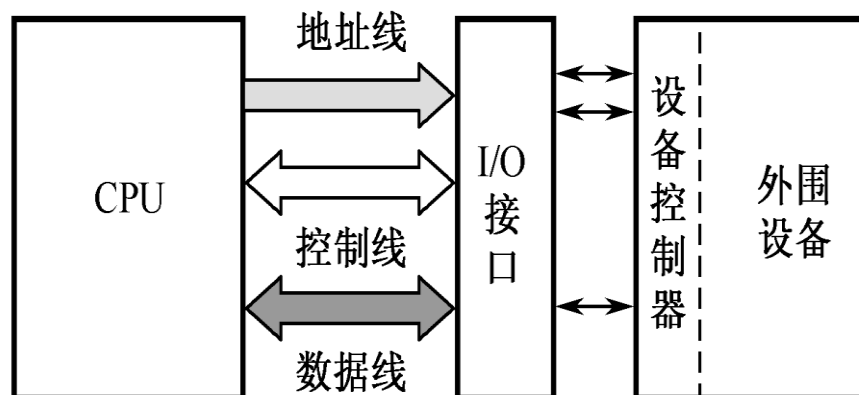 地址线
CPU
控制线
数据线
I/O
接
口
设
备
控
制
器
外围
设备